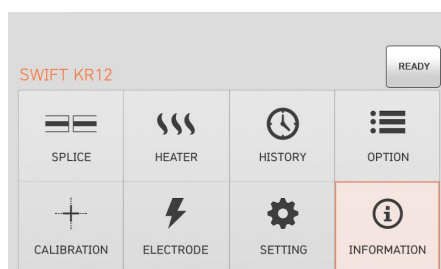 READY
SWIFT KR12
SPLICE
HEATER
HISTORY
OPTION
CALIBRATION
ELECTRODE
SETTING
INFORMATION